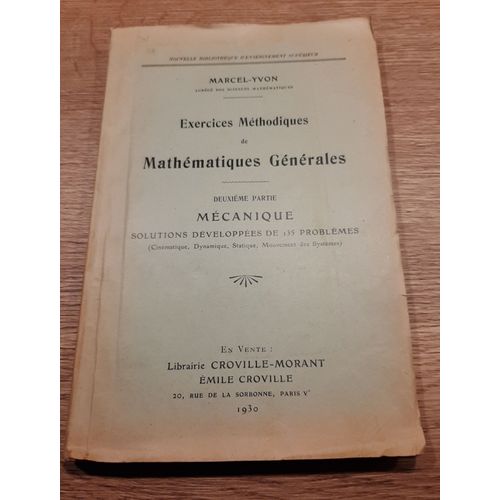 NOUVELLE BIBLIOTHÈQUE D'ENSEIGNEMENT SUPÉRIEUR
MARCEL-YVON
AGRÉGÉ DES SCIENCES MATHÉMATIQUES
Exercices Méthodiques
de
Mathématiques Générales
DEUXIÈME PARTIE
MÉCANIQUE
SOLUTIONS DÉVELOPPÉES DE 135 PROBLÈMES
(Cinématique, Dynamique, Statique, Mouvement des Systèmes)
EN VENTE :
Librairie CROVILLE-MORANT
ÉMILE CROVILLE
20, RUE DE LA SORBONNE, PARIS Vᵉ
1930